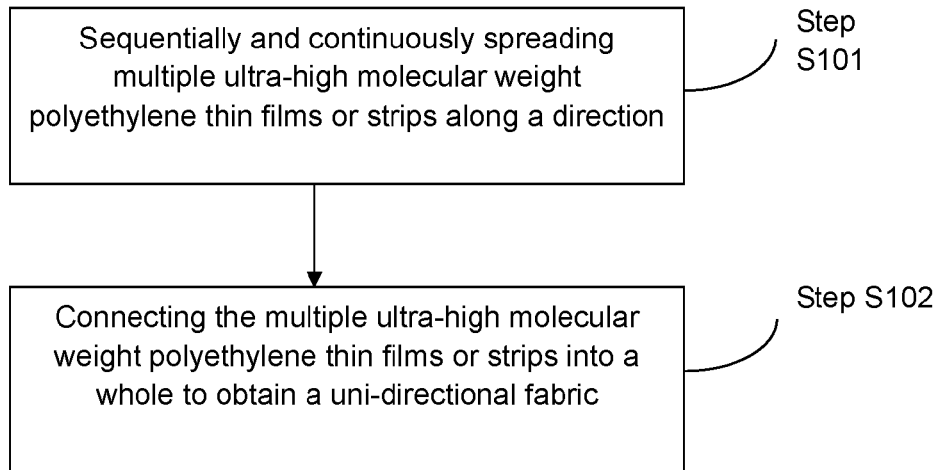 Sequentially and continuously spreading
multiple ultra-high molecular weight
polyethylene thin films or strips along a direction
Step
S101
Connecting the multiple ultra-high molecular
weight polyethylene thin films or strips into a
whole to obtain a uni-directional fabric
Step S102